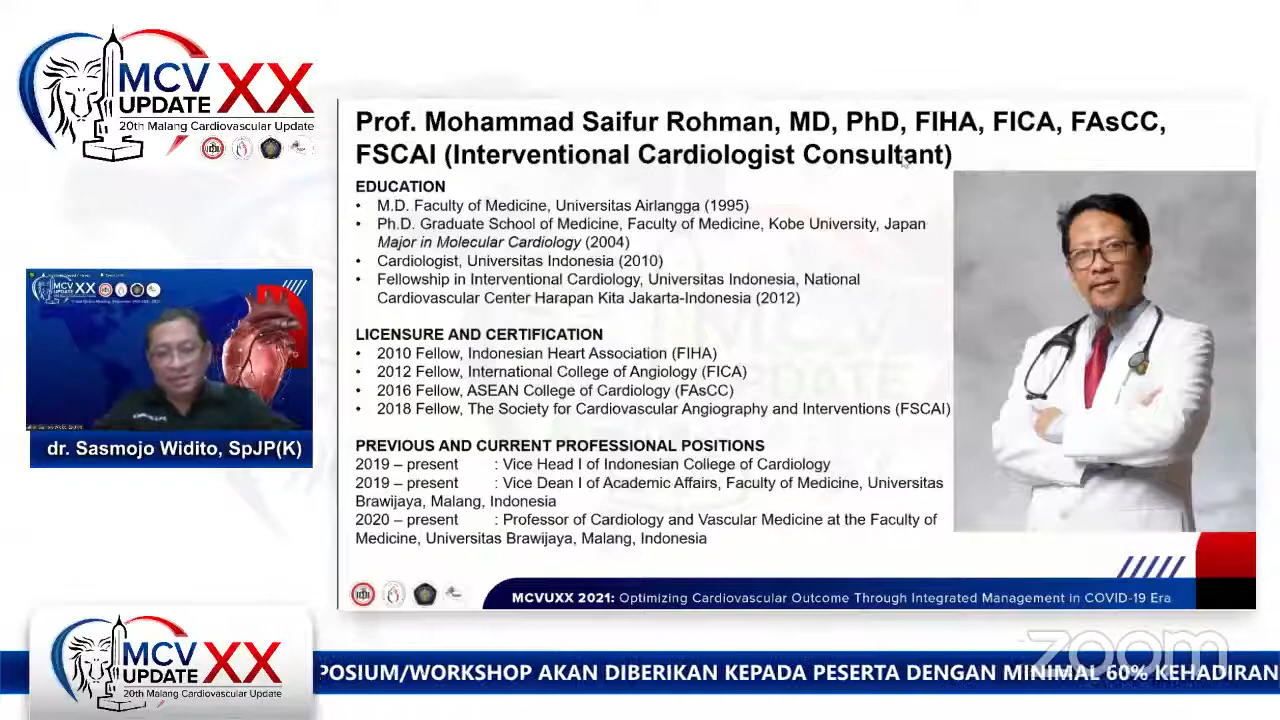 MCV
UPDATE
XX
20th Malang Cardiovascular Update
Prof. Mohammad Saifur Rohman, MD, PhD, FIHA, FICA, FAsCC,
FSCAI (Interventional Cardiologist Consultant)
EDUCATION
• M.D. Faculty of Medicine, Universitas Airlangga (1995)
• Ph.D. Graduate School of Medicine, Faculty of Medicine, Kobe University, Japan
Major in Molecular Cardiology (2004)
• Cardiologist, Universitas Indonesia (2010)
• Fellowship in Interventional Cardiology, Universitas Indonesia, National
Cardiovascular Center Harapan Kita Jakarta-Indonesia (2012)
LICENSURE AND CERTIFICATION
• 2010 Fellow, Indonesian Heart Association (FIHA)
• 2012 Fellow, International College of Angiology (FICA)
• 2016 Fellow, ASEAN College of Cardiology (FAsCC)
• 2018 Fellow, The Society for Cardiovascular Angiography and Interventions (FSCAI)
PREVIOUS AND CURRENT PROFESSIONAL POSITIONS
2019 – present : Vice Head I of Indonesian College of Cardiology
2019 – present : Vice Dean I of Academic Affairs, Faculty of Medicine, Universitas
Brawijaya, Malang, Indonesia
2020 – present : Professor of Cardiology and Vascular Medicine at the Faculty of
Medicine, Universitas Brawijaya, Malang, Indonesia
MCVUXX 2021: Optimizing Cardiovascular Outcome Through Integrated Management in COVID-19 Era
MCV
UPDATE
XX
dr. Sasmojo Widito, SpJP(K)
zoom
MCV
UPDATE
XX
20th Malang Cardiovascular Update
POSIUM/WORKSHOP AKAN DIBERIKAN KEPADA PESERTA DENGAN MINIMAL 60% KEHADIRAN